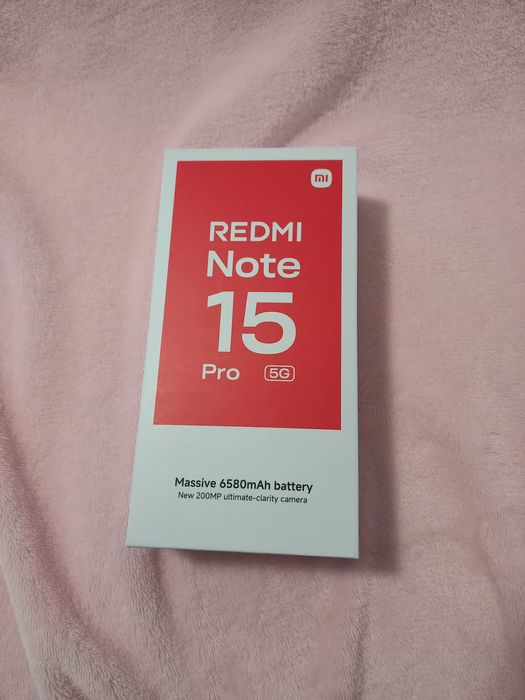 mi
REDMI
Note
15
Pro 5G
Massive 6580mAh battery
New 200MP ultimate-clarity camera